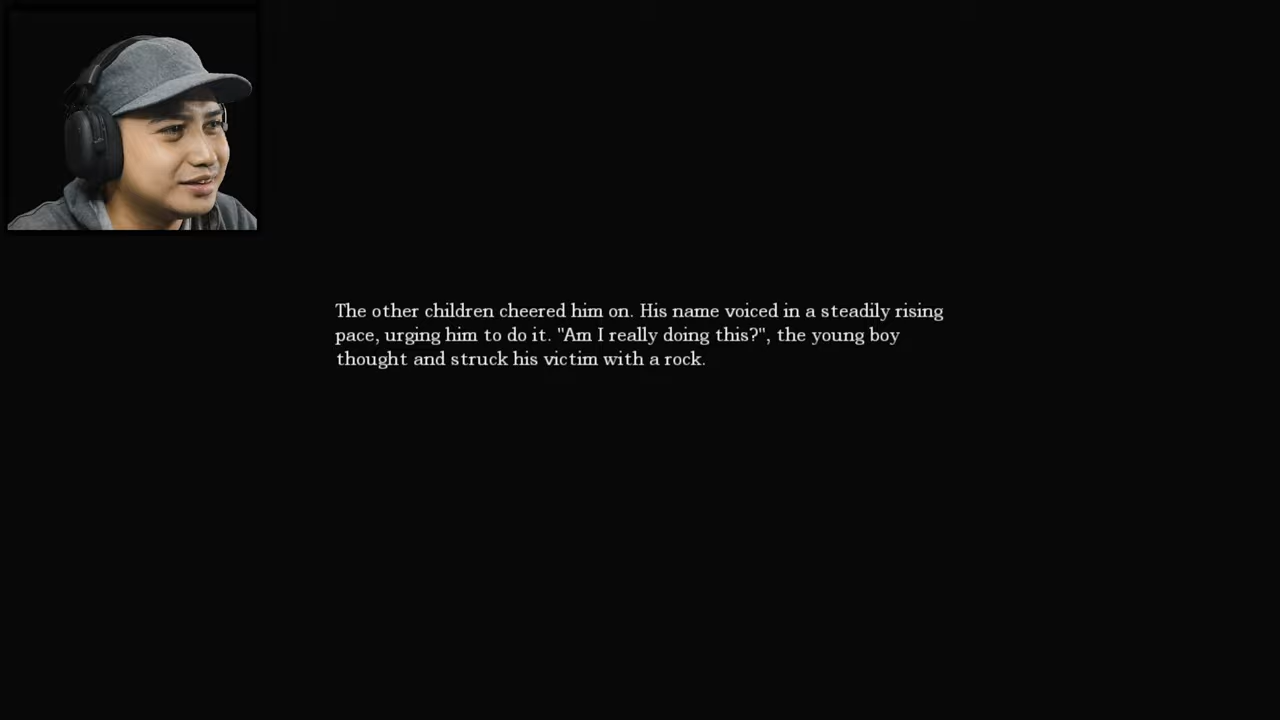 The other children cheered him on. His name voiced in a steadily rising
pace, urging him to do it. "Am I really doing this?", the young boy
thought and struck his victim with a rock.